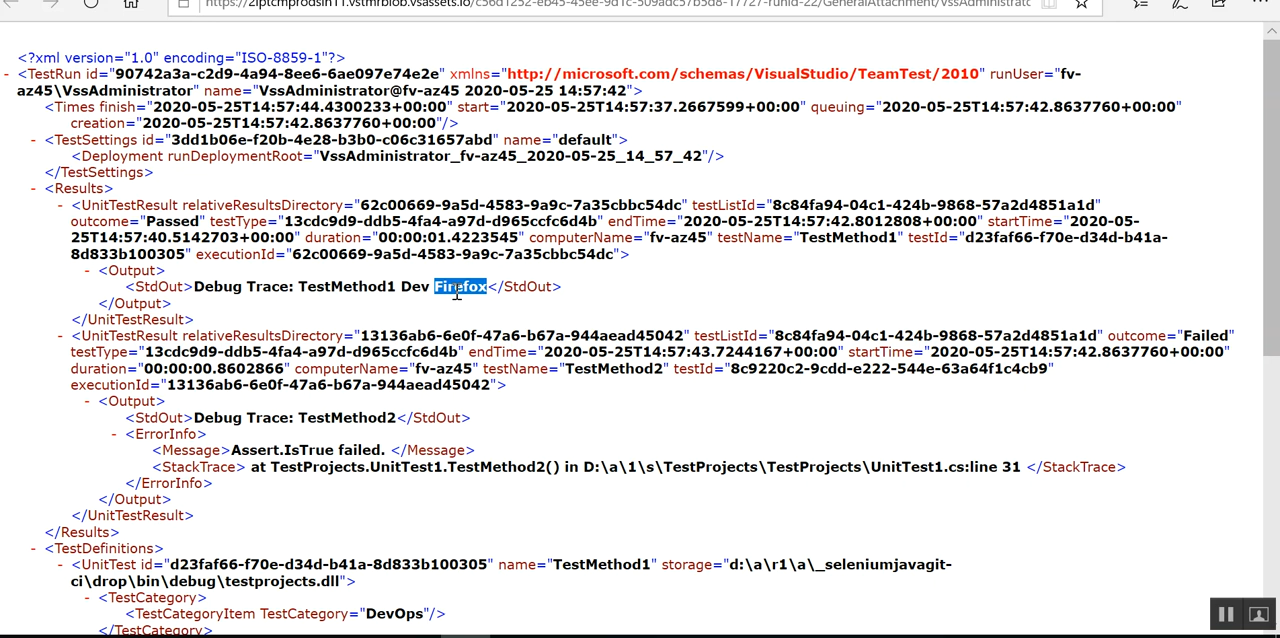 https://2iptcmprodsin11.vstmrblob.vsassets.io/c56d1252-eb45-45ee-9d1c-509adc57b5d8-17727-runid-22/GeneralAttachment/VssAdministratc
<?xml version="1.0" encoding="ISO-8859-1"?>
- <TestRun id="90742a3a-c2d9-4a94-8ee6-6ae097e74e2e" xmlns="http://microsoft.com/schemas/VisualStudio/TeamTest/2010" runUser="fv-
az45\VssAdministrator" name="VssAdministrator@fv-az45 2020-05-25 14:57:42">
<Times finish="2020-05-25T14:57:44.4300233+00:00" start="2020-05-25T14:57:37.2667599+00:00" queuing="2020-05-25T14:57:42.8637760+00:00"
creation="2020-05-25T14:57:42.8637760+00:00"/>
- <TestSettings id="3dd1b06e-f20b-4e28-b3b0-c06c31657abd" name="default">
<Deployment runDeploymentRoot="VssAdministrator_fv-az45_2020-05-25_14_57_42"/>
</TestSettings>
- <Results>
- <UnitTestResult relativeResultsDirectory="62c00669-9a5d-4583-9a9c-7a35cbbc54dc" testListId="8c84fa94-04c1-424b-9868-57a2d4851a1d"
outcome="Passed" testType="13cdc9d9-ddb5-4fa4-a97d-d965ccfc6d4b" endTime="2020-05-25T14:57:42.8012808+00:00" startTime="2020-05-
25T14:57:40.5142703+00:00" duration="00:00:01.4223545" computerName="fv-az45" testName="TestMethod1" testId="d23faf66-f70e-d34d-b41a-
8d833b100305" executionId="62c00669-9a5d-4583-9a9c-7a35cbbc54dc">
- <Output>
<StdOut>Debug Trace: TestMethod1 Dev Firefox</StdOut>
</Output>
</UnitTestResult>
- <UnitTestResult relativeResultsDirectory="13136ab6-6e0f-47a6-b67a-944aead45042" testListId="8c84fa94-04c1-424b-9868-57a2d4851a1d" outcome="Failed"
testType="13cdc9d9-ddb5-4fa4-a97d-d965ccfc6d4b" endTime="2020-05-25T14:57:43.7244167+00:00" startTime="2020-05-25T14:57:42.8637760+00:00"
duration="00:00:00.8602866" computerName="fv-az45" testName="TestMethod2" testId="8c9220c2-9cdd-e222-544e-63a64f1c4cb9"
executionId="13136ab6-6e0f-47a6-b67a-944aead45042">
- <Output>
<StdOut>Debug Trace: TestMethod2</StdOut>
- <ErrorInfo>
<Message>Assert.IsTrue failed. </Message>
<StackTrace> at TestProjects.UnitTest1.TestMethod2() in D:\a\1\s\TestProjects\TestProjects\UnitTest1.cs:line 31 </StackTrace>
</ErrorInfo>
</Output>
</UnitTestResult>
</Results>
- <TestDefinitions>
- <UnitTest id="d23faf66-f70e-d34d-b41a-8d833b100305" name="TestMethod1" storage="d:\a\r1\a\_seleniumjavagit-
ci\drop\bin\debug\testprojects.dll">
- <TestCategory>
<TestCategoryItem TestCategory="DevOps"/>
</TestCategory>